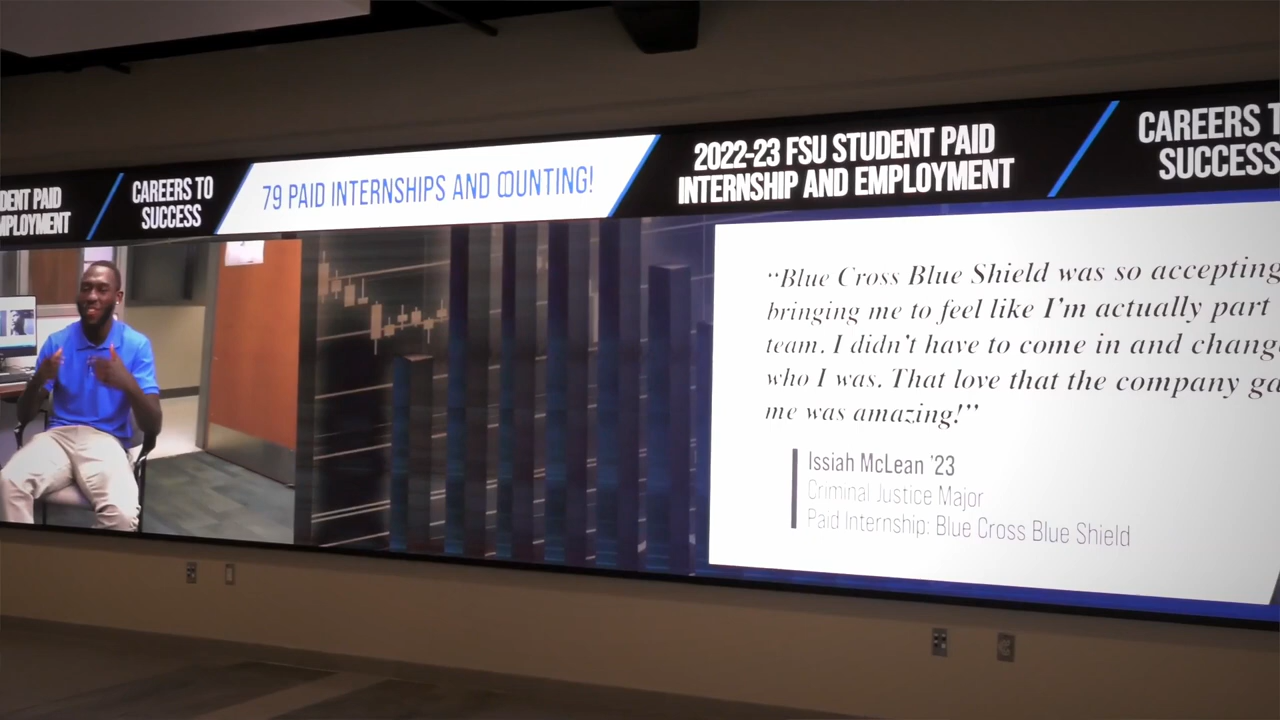 DENT PAID
MPLOYMENT
CAREERS TO
SUCCESS
79 PAID INTERNSHIPS AND COUNTING!
2022-23 FSU STUDENT PAID
INTERNSHIP AND EMPLOYMENT
CAREERS T
SUCCESS
“Blue Cross Blue Shield was so accepting
bringing me to feel like I’m actually part
team. I didn’t have to come in and chang
who I was. That love that the company ga
me was amazing!”
Issiah McLean ’23
Criminal Justice Major
Paid Internship: Blue Cross Blue Shield